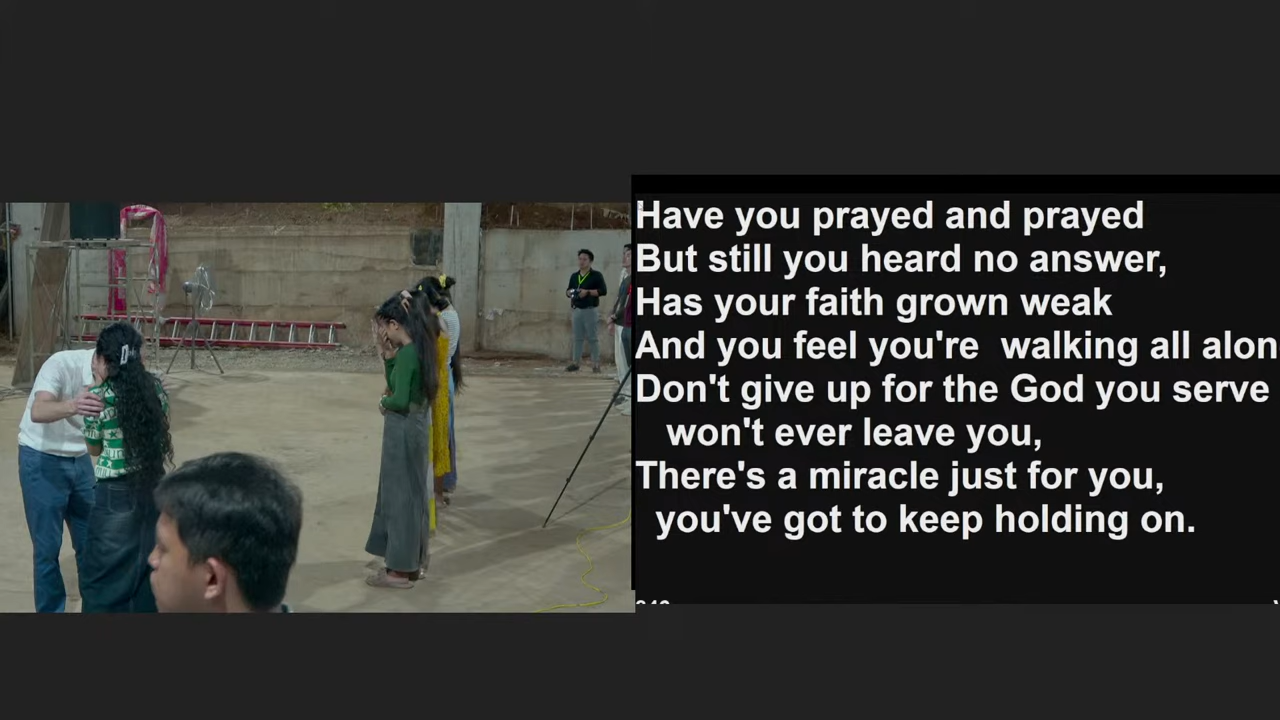 Have you prayed and prayed
But still you heard no answer,
Has your faith grown weak
And you feel you're walking all alon
Don't give up for the God you serve
won't ever leave you,
There's a miracle just for you,
you've got to keep holding on.